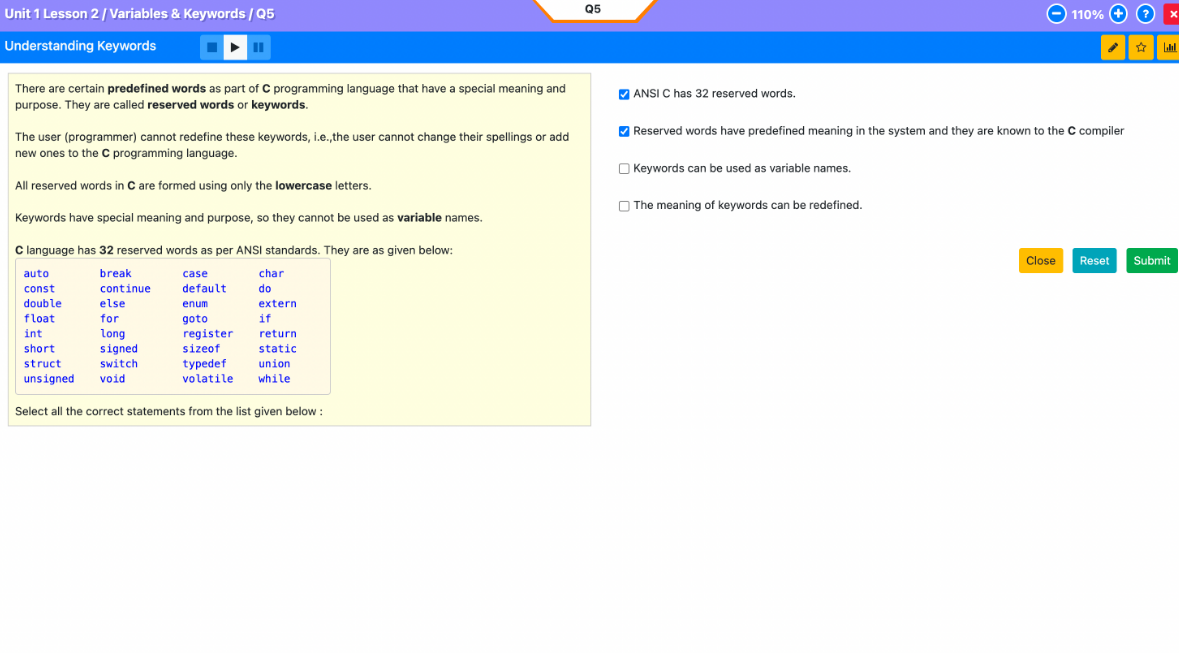 Unit 1 Lesson 2 / Variables & Keywords / Q5
Q5
110%
Understanding Keywords
There are certain predefined words as part of C programming language that have a special meaning and
purpose. They are called reserved words or keywords.
The user (programmer) cannot redefine these keywords, i.e.,the user cannot change their spellings or add
new ones to the C programming language.
All reserved words in C are formed using only the lowercase letters.
Keywords have special meaning and purpose, so they cannot be used as variable names.
C language has 32 reserved words as per ANSI standards. They are as given below:
auto break case char
const continue default do
double else enum extern
float for goto if
int long register return
short signed sizeof static
struct switch typedef union
unsigned void volatile while
Select all the correct statements from the list given below :
ANSI C has 32 reserved words.
Reserved words have predefined meaning in the system and they are known to the C compiler
Keywords can be used as variable names.
The meaning of keywords can be redefined.
Close Reset Submit